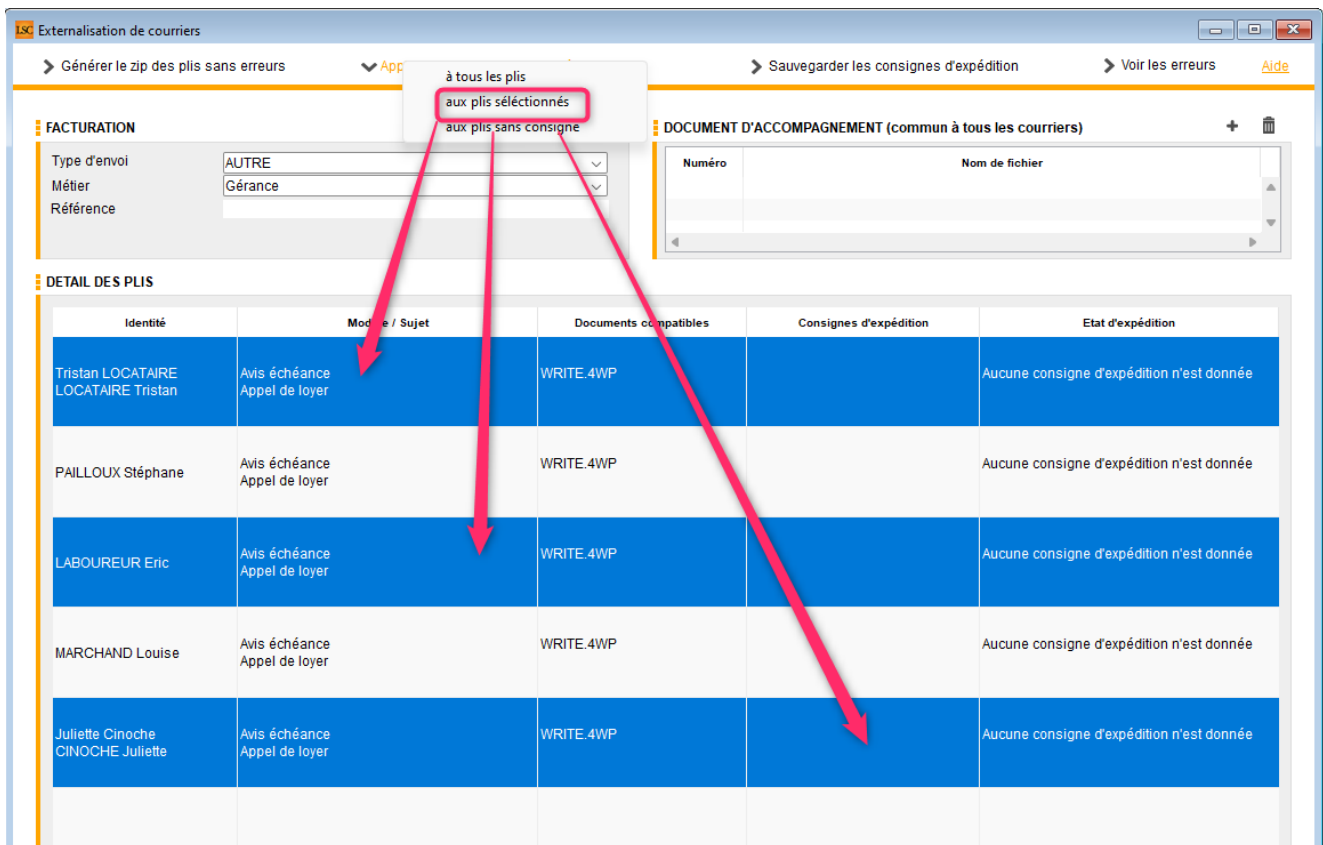 LSC Externalisation de courriers
Générer le zip des plis sans erreurs
Sauvegarder les consignes d'expédition
Voir les erreurs
Aide
à tous les plis
aux plis séléctionnés
aux plis sans consigne
FACTURATION
Type d'envoi AUTRE
Métier Gérance
Référence
DOCUMENT D'ACCOMPAGNEMENT (commun à tous les courriers)
Numéro Nom de fichier
DETAIL DES PLIS
Identité Modèle / Sujet Documents compatibles Consignes d'expédition Etat d'expédition
Tristan LOCATAIRE Avis échéance WRITE.4WP Aucune consigne d'expédition n'est donnée
LOCATAIRE Tristan Appel de loyer
PAILLOUX Stéphane Avis échéance WRITE.4WP Aucune consigne d'expédition n'est donnée
Appel de loyer
LABOUREUR Eric Avis échéance WRITE.4WP Aucune consigne d'expédition n'est donnée
Appel de loyer
MARCHAND Louise Avis échéance WRITE.4WP Aucune consigne d'expédition n'est donnée
Appel de loyer
Juliette Cinoche Avis échéance WRITE.4WP Aucune consigne d'expédition n'est donnée
CINOCHE Juliette Appel de loyer